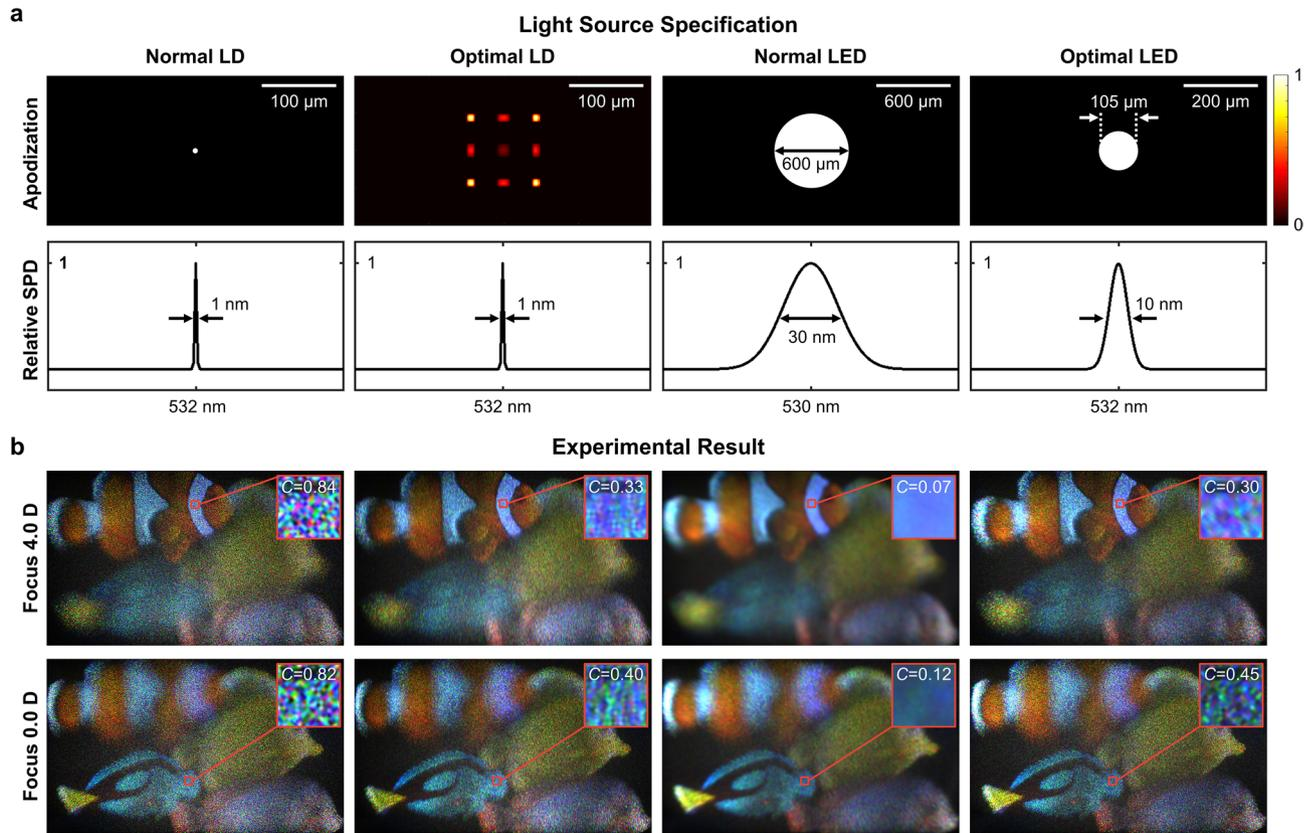 a
Light Source Specification
Normal LD
Optimal LD
Normal LED
Optimal LED
Apodization
100 µm
100 µm
600 µm
600 µm
105 µm
200 µm
1
0
Relative SPD
1
1 nm
532 nm
1
1 nm
532 nm
1
30 nm
530 nm
1
10 nm
532 nm
b
Experimental Result
Focus 4.0 D
C=0.84
C=0.33
C=0.07
C=0.30
Focus 0.0 D
C=0.82
C=0.40
C=0.12
C=0.45